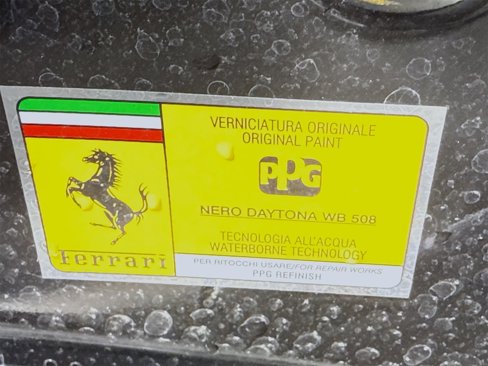 VERNICIATURA ORIGINALE
ORIGINAL PAINT
PPG
NERO DAYTONA WB 508
TECNOLOGIA ALL'ACQUA
WATERBORNE TECHNOLOGY
ferrari
PER RITOCCHI USARE/FOR REPAIR WORKS
PPG REFINISH